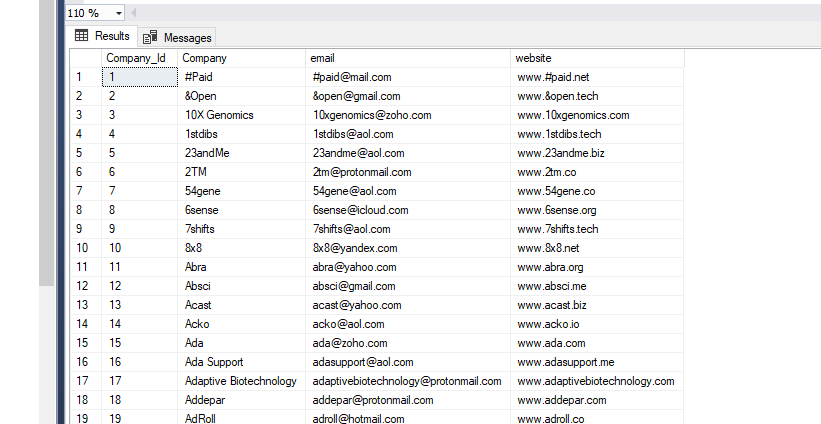 110 %
Results Messages
Company_Id Company email website
1 1 #Paid #paid@mail.com www.#paid.net
2 2 &Open &open@gmail.com www.&open.tech
3 3 10X Genomics 10xgenomics@zoho.com www.10xgenomics.com
4 4 1stdibs 1stdibs@aol.com www.1stdibs.tech
5 5 23andMe 23andme@aol.com www.23andme.biz
6 6 2TM 2tm@protonmail.com www.2tm.co
7 7 54gene 54gene@aol.com www.54gene.co
8 8 6sense 6sense@icloud.com www.6sense.org
9 9 7shifts 7shifts@aol.com www.7shifts.tech
10 10 8x8 8x8@yandex.com www.8x8.net
11 11 Abra abra@yahoo.com www.abra.org
12 12 Absci absci@gmail.com www.absci.me
13 13 Acast acast@yahoo.com www.acast.biz
14 14 Acko acko@aol.com www.acko.io
15 15 Ada ada@zoho.com www.ada.com
16 16 Ada Support adasupport@aol.com www.adasupport.me
17 17 Adaptive Biotechnology adaptivebiotechnology@protonmail.com www.adaptivebiotechnology.com
18 18 Addepar addepar@protonmail.com www.addepar.com
19 19 AdRoll adroll@hotmail.com www.adroll.co